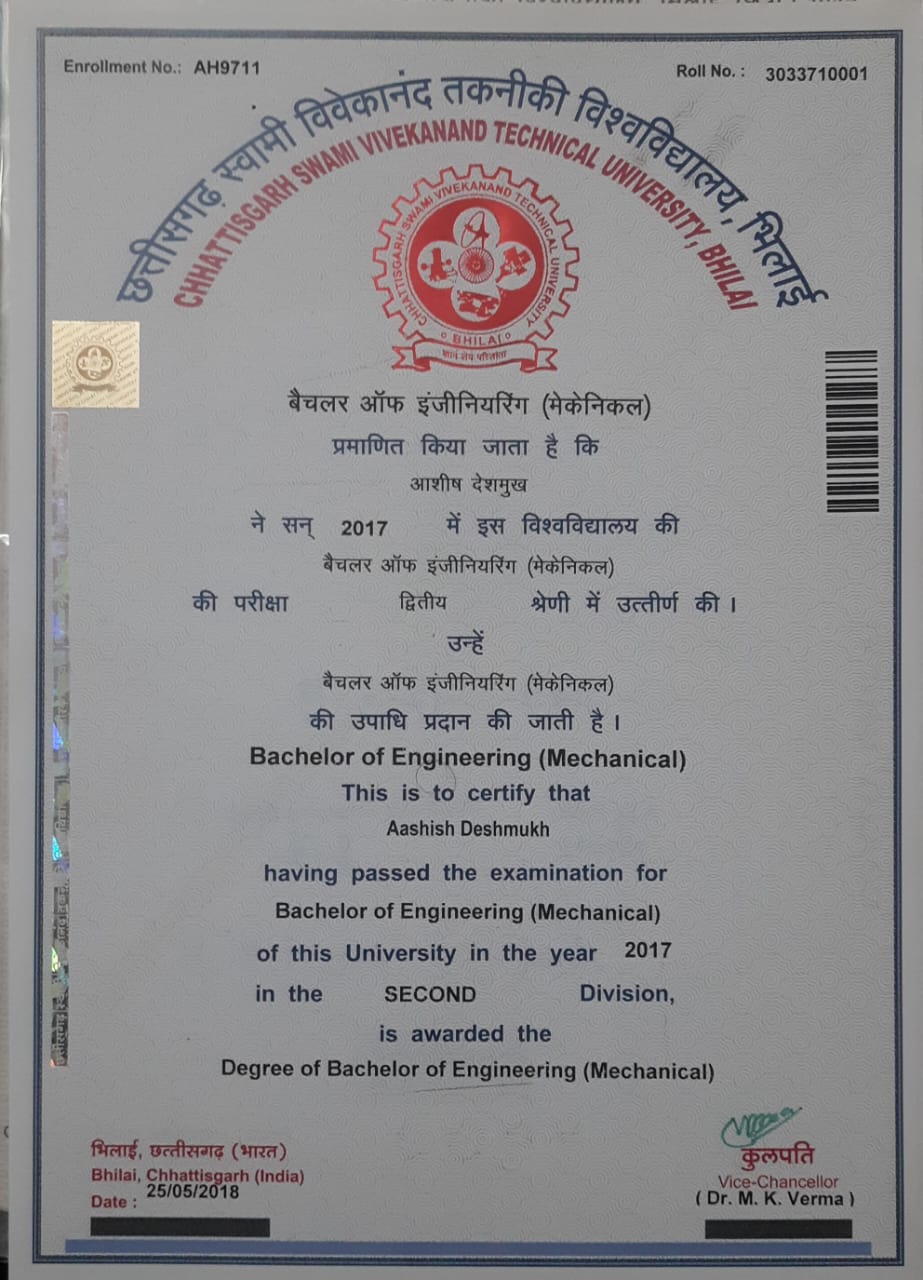 Enrollment No.: AH9711
Roll No. : 3033710001
छत्तीसगढ़ स्वामी विवेकानंद तकनीकी विश्वविद्यालय, भिलाई
CHHATTISGARH SWAMI VIVEKANAND TECHNICAL UNIVERSITY, BHILAI
CHHATTISGARH SWAMI VIVEKANAND TECHNICAL UNIVERSITY
BHILAI
बैचलर ऑफ इंजीनियरिंग (मेकेनिकल)
प्रमाणित किया जाता है कि
आशीष देशमुख
ने सन् 2017 में इस विश्वविद्यालय की
बैचलर ऑफ इंजीनियरिंग (मेकेनिकल)
की परीक्षा द्वितीय श्रेणी में उत्तीर्ण की ।
उन्हें
बैचलर ऑफ इंजीनियरिंग (मेकेनिकल)
की उपाधि प्रदान की जाती है ।
Bachelor of Engineering (Mechanical)
This is to certify that
Aashish Deshmukh
having passed the examination for
Bachelor of Engineering (Mechanical)
of this University in the year 2017
in the SECOND Division,
is awarded the
Degree of Bachelor of Engineering (Mechanical)
भिलाई, छत्तीसगढ़ (भारत)
Bhilai, Chhattisgarh (India)
Date : 25/05/2018
कुलपति
Vice-Chancellor
( Dr. M. K. Verma )